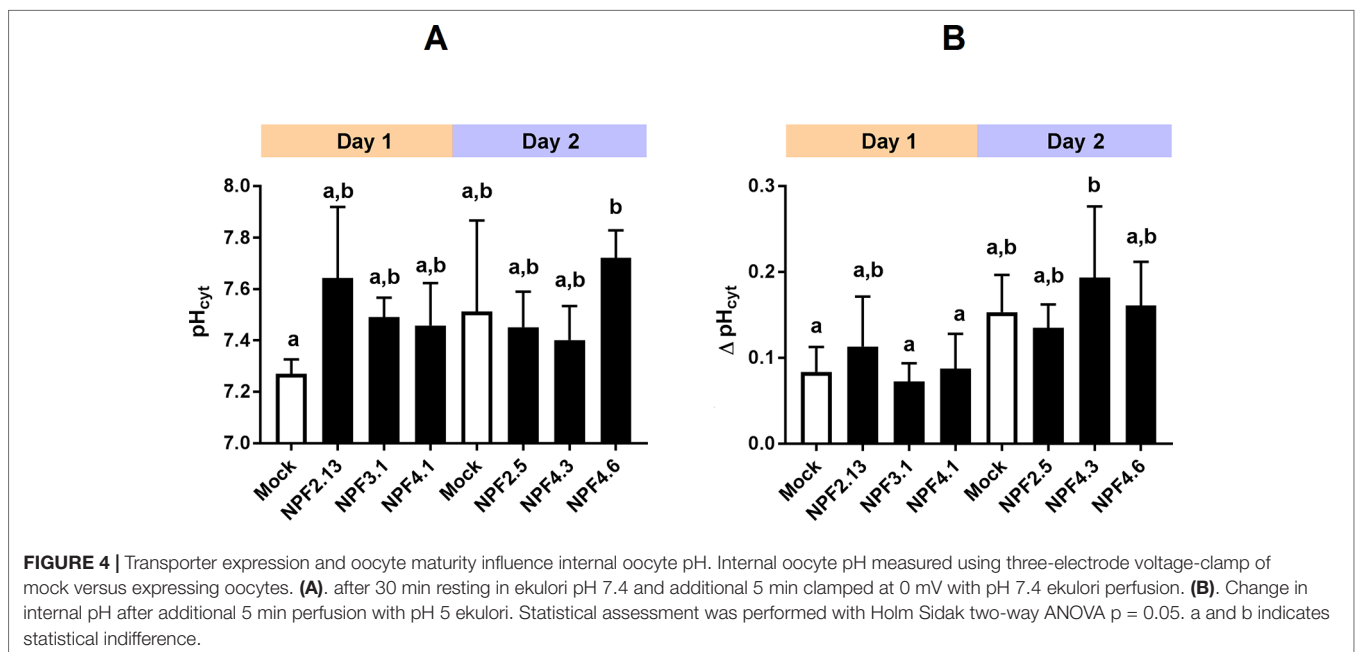 A
B
Day 1 Day 2
Day 1 Day 2
8.0
7.8
7.6
7.4
7.2
7.0
pHcyt
a
a,b
a,b
a,b
a,b
a,b
a,b
b
Mock
NPF2.13
NPF3.1
NPF4.1
Mock
NPF2.5
NPF4.3
NPF4.6
0.3
0.2
0.1
0.0
Δ pHcyt
a
a,b
a
a
a,b
a,b
b
a,b
Mock
NPF2.13
NPF3.1
NPF4.1
Mock
NPF2.5
NPF4.3
NPF4.6
FIGURE 4 | Transporter expression and oocyte maturity influence internal oocyte pH. Internal oocyte pH measured using three-electrode voltage-clamp of
mock versus expressing oocytes. (A). after 30 min resting in ekulori pH 7.4 and additional 5 min clamped at 0 mV with pH 7.4 ekulori perfusion. (B). Change in
internal pH after additional 5 min perfusion with pH 5 ekulori. Statistical assessment was performed with Holm Sidak two-way ANOVA p = 0.05. a and b indicates
statistical indifference.